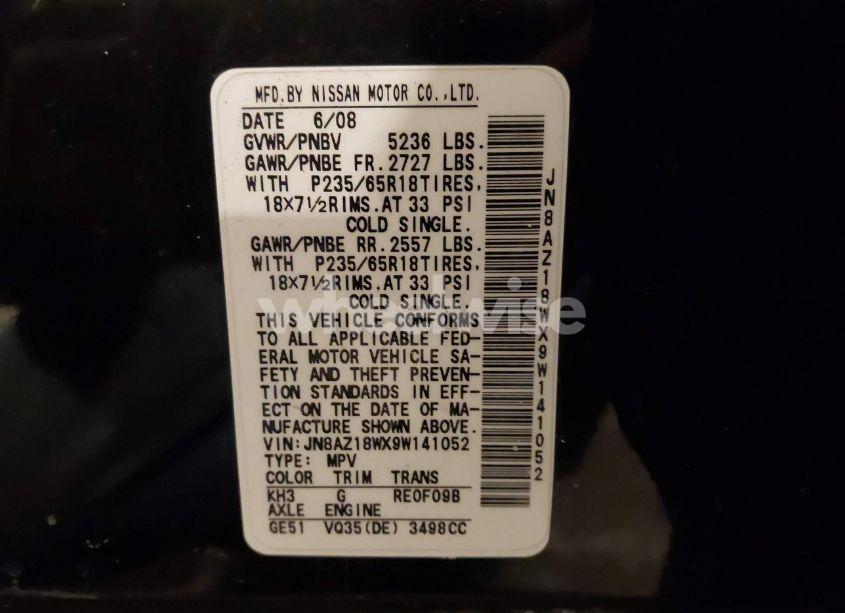 MFD.BY NISSAN MOTOR CO.,LTD.
DATE 6/08
GVWR/PNBV 5236 LBS.
GAWR/PNBE FR.2727 LBS.
WITH P235/65R18TIRES,
18X7½RIMS.AT 33 PSI
COLD SINGLE.
GAWR/PNBE RR.2557 LBS.
WITH P235/65R18TIRES,
18X7½RIMS.AT 33 PSI
COLD SINGLE.
THIS VEHICLE CONFORMS
TO ALL APPLICABLE FED-
ERAL MOTOR VEHICLE SA-
FETY AND THEFT PREVEN-
TION STANDARDS IN EFF-
ECT ON THE DATE OF MA-
NUFACTURE SHOWN ABOVE.
VIN:JN8AZ18WX9W141052
TYPE: MPV
COLOR TRIM TRANS
KH3 G RE0F09B
AXLE ENGINE
GE51 VQ35(DE) 3498CC
JN8AZ18WX9W141052
wheelwise